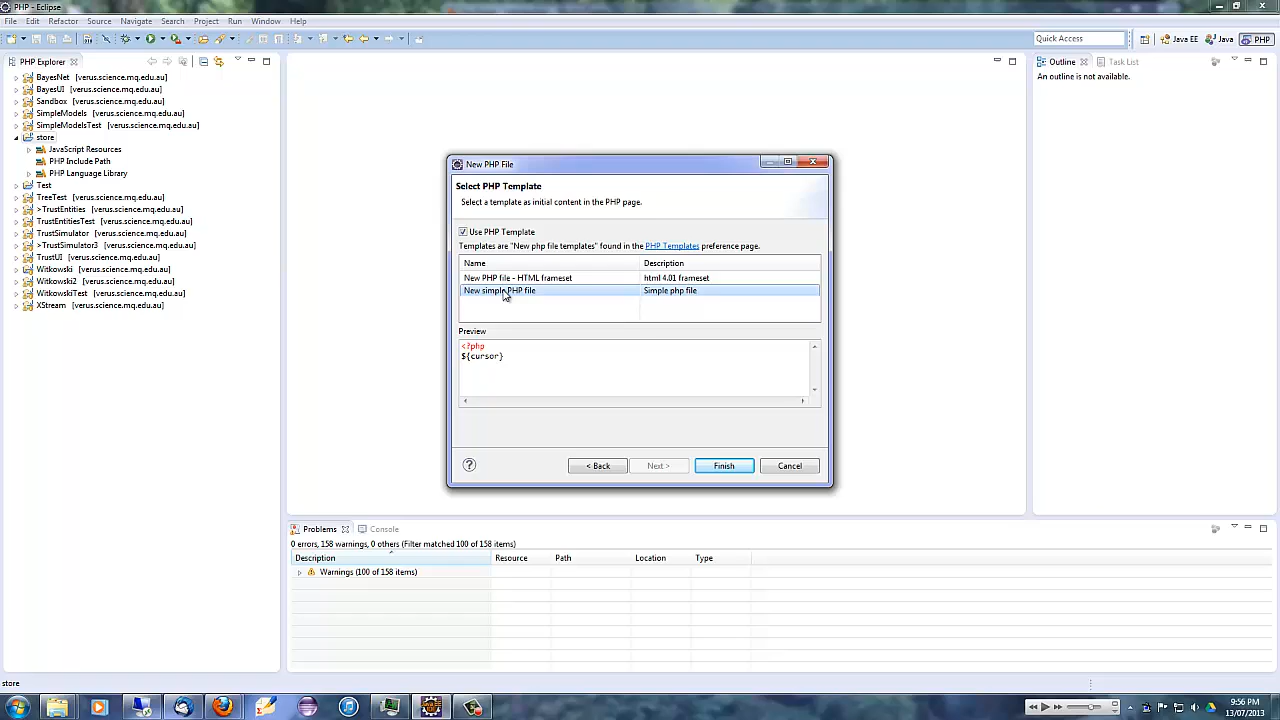 PHP - Eclipse
File Edit Refactor Source Navigate Search Project Run Window Help
Quick Access
Java EE
Java
PHP
PHP Explorer
BayesNet [verus.science.mq.edu.au]
BayesUI [verus.science.mq.edu.au]
Sandbox [verus.science.mq.edu.au]
SimpleModels [verus.science.mq.edu.au]
SimpleModelsTest [verus.science.mq.edu.au]
store
JavaScript Resources
PHP Include Path
PHP Language Library
Test
TreeTest [verus.science.mq.edu.au]
>TrustEntities [verus.science.mq.edu.au]
TrustEntitiesTest [verus.science.mq.edu.au]
TrustSimulator [verus.science.mq.edu.au]
>TrustSimulator3 [verus.science.mq.edu.au]
TrustUI [verus.science.mq.edu.au]
Witkowski [verus.science.mq.edu.au]
Witkowski2 [verus.science.mq.edu.au]
WitkowskiTest [verus.science.mq.edu.au]
XStream [verus.science.mq.edu.au]
New PHP File
Select PHP Template
Select a template as initial content in the PHP page.
Use PHP Template
Templates are "New php file templates" found in the PHP Templates preference page.
Name Description
New PHP file - HTML frameset html 4.01 frameset
New simple PHP file Simple php file
Preview
<?php
${cursor}
< Back Next > Finish Cancel
Outline Task List
An outline is not available.
Problems Console
0 errors, 158 warnings, 0 others (Filter matched 100 of 158 items)
Description Resource Path Location Type
Warnings (100 of 158 items)
store
9:56 PM
13/07/2013